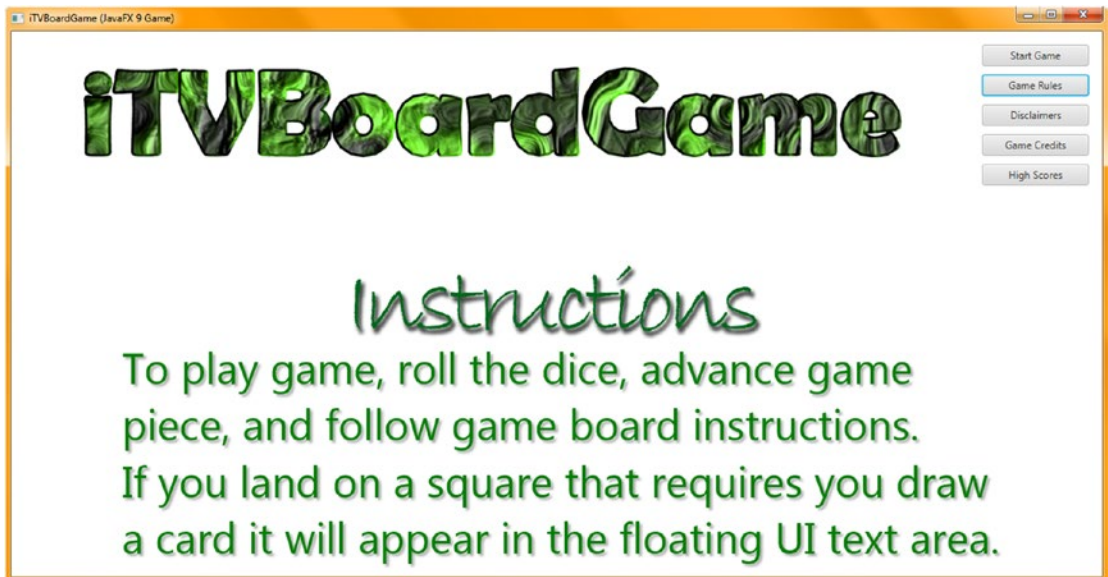 iTVBoardGame (JavaFX 9 Game)
iTVBoardGame
Start Game
Game Rules
Disclaimers
Game Credits
High Scores
Instructions
To play game, roll the dice, advance game
piece, and follow game board instructions.
If you land on a square that requires you draw
a card it will appear in the floating UI text area.